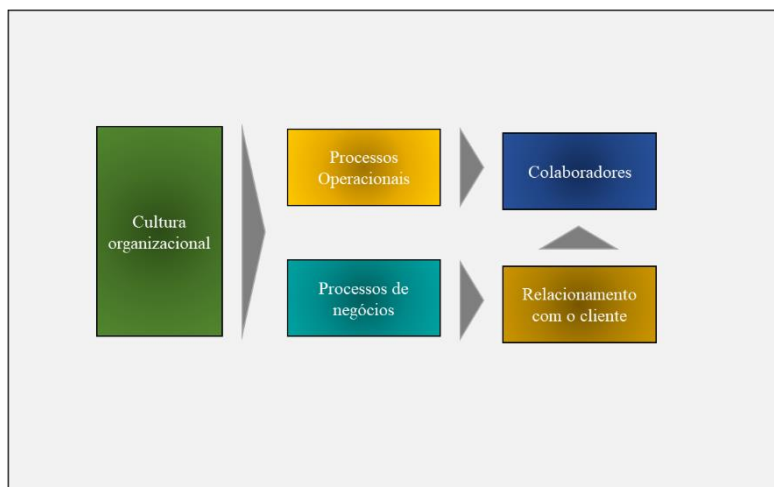 Cultura
organizacional
Processos
Operacionais
Colaboradores
Processos de
negócios
Relacionamento
com o cliente